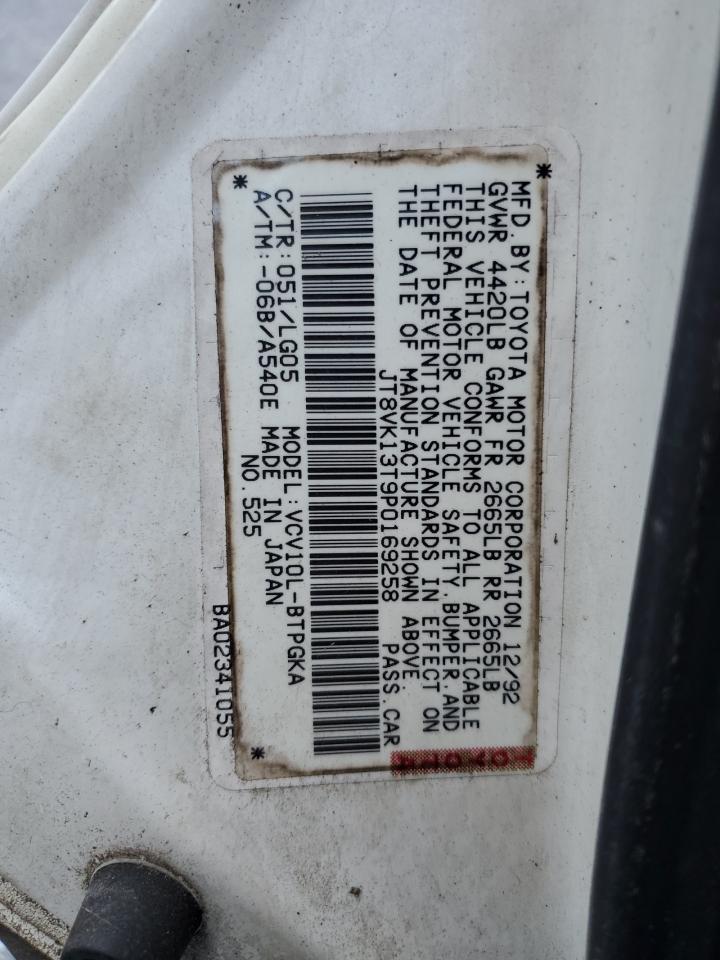 MFD. BY: TOYOTA MOTOR CORPORATION 12/92
GVWR 4420LB GAWR FR 2665LB RR 2665LB
THIS VEHICLE CONFORMS TO ALL APPLICABLE
FEDERAL MOTOR VEHICLE SAFETY, BUMPER, AND
THEFT PREVENTION STANDARDS IN EFFECT ON
THE DATE OF MANUFACTURE SHOWN ABOVE.
JT8VK13T9P0169258 PASS. CAR
C/TR: 051/LG05 MODEL: VCV10L-BTPGKA
A/TM: -06B/A540E MADE IN JAPAN
NO. 525
BA02341055
TOYOTA